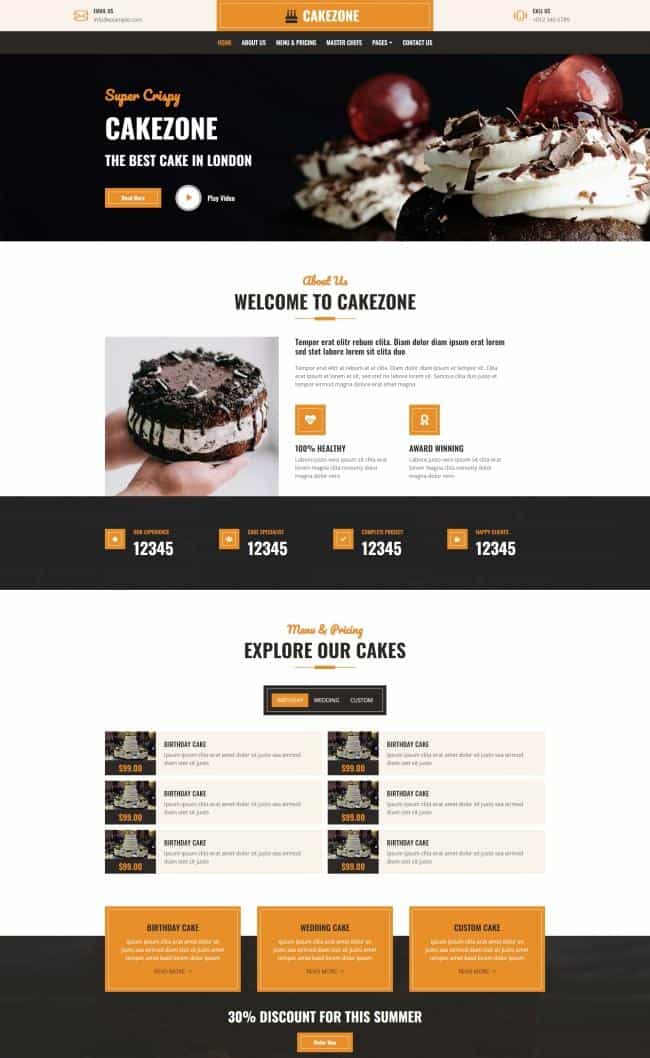 EMAIL US
info@example.com
CAKEZONE
CALL US
+012 345 6789
HOME ABOUT US MENU & PRICING MASTER CHEFS PAGES CONTACT US
Super Crispy
CAKEZONE
THE BEST CAKE IN LONDON
Read More
Play Video
About Us
WELCOME TO CAKEZONE
Tempor erat elitr rebum clita. Diam dolor diam ipsum erat lorem
sed stet labore lorem sit clita duo
Tempor erat elitr at rebum at at clita. Diam dolor diam ipsum et tempor sit. Clita
erat ipsum et lorem et sit, sed stet no labore lorem sit. Sanctus clita duo justo et
tempor eirmod magna dolore erat amet magna
100% HEALTHY
Labore justo vero ipsum sit clita erat
lorem magna clita nonumy dolor
magna dolor vero
AWARD WINNING
Labore justo vero ipsum sit clita erat
lorem magna clita nonumy dolor
magna dolor vero
OUR EXPERIENCE
12345
CAKE SPECIALIST
12345
COMPLETE PROJECT
12345
HAPPY CLIENTS
12345
Menu & Pricing
EXPLORE OUR CAKES
BIRTHDAY WEDDING CUSTOM
$99.00
BIRTHDAY CAKE
Ipsum ipsum clita erat amet dolor sit justo sea eirmod
diam stet sit justo
$99.00
BIRTHDAY CAKE
Ipsum ipsum clita erat amet dolor sit justo sea eirmod
diam stet sit justo
$99.00
BIRTHDAY CAKE
Ipsum ipsum clita erat amet dolor sit justo sea eirmod
diam stet sit justo
$99.00
BIRTHDAY CAKE
Ipsum ipsum clita erat amet dolor sit justo sea eirmod
diam stet sit justo
$99.00
BIRTHDAY CAKE
Ipsum ipsum clita erat amet dolor sit justo sea eirmod
diam stet sit justo
$99.00
BIRTHDAY CAKE
Ipsum ipsum clita erat amet dolor sit justo sea eirmod
diam stet sit justo
BIRTHDAY CAKE
Ipsum ipsum clita erat amet dolor sit
justo sea eirmod diam stet sit justo amet
tempor amet kasd lorem dolor ipsum
READ MORE
WEDDING CAKE
Ipsum ipsum clita erat amet dolor sit
justo sea eirmod diam stet sit justo amet
tempor amet kasd lorem dolor ipsum
READ MORE
CUSTOM CAKE
Ipsum ipsum clita erat amet dolor sit
justo sea eirmod diam stet sit justo amet
tempor amet kasd lorem dolor ipsum
READ MORE
30% DISCOUNT FOR THIS SUMMER
Order Now